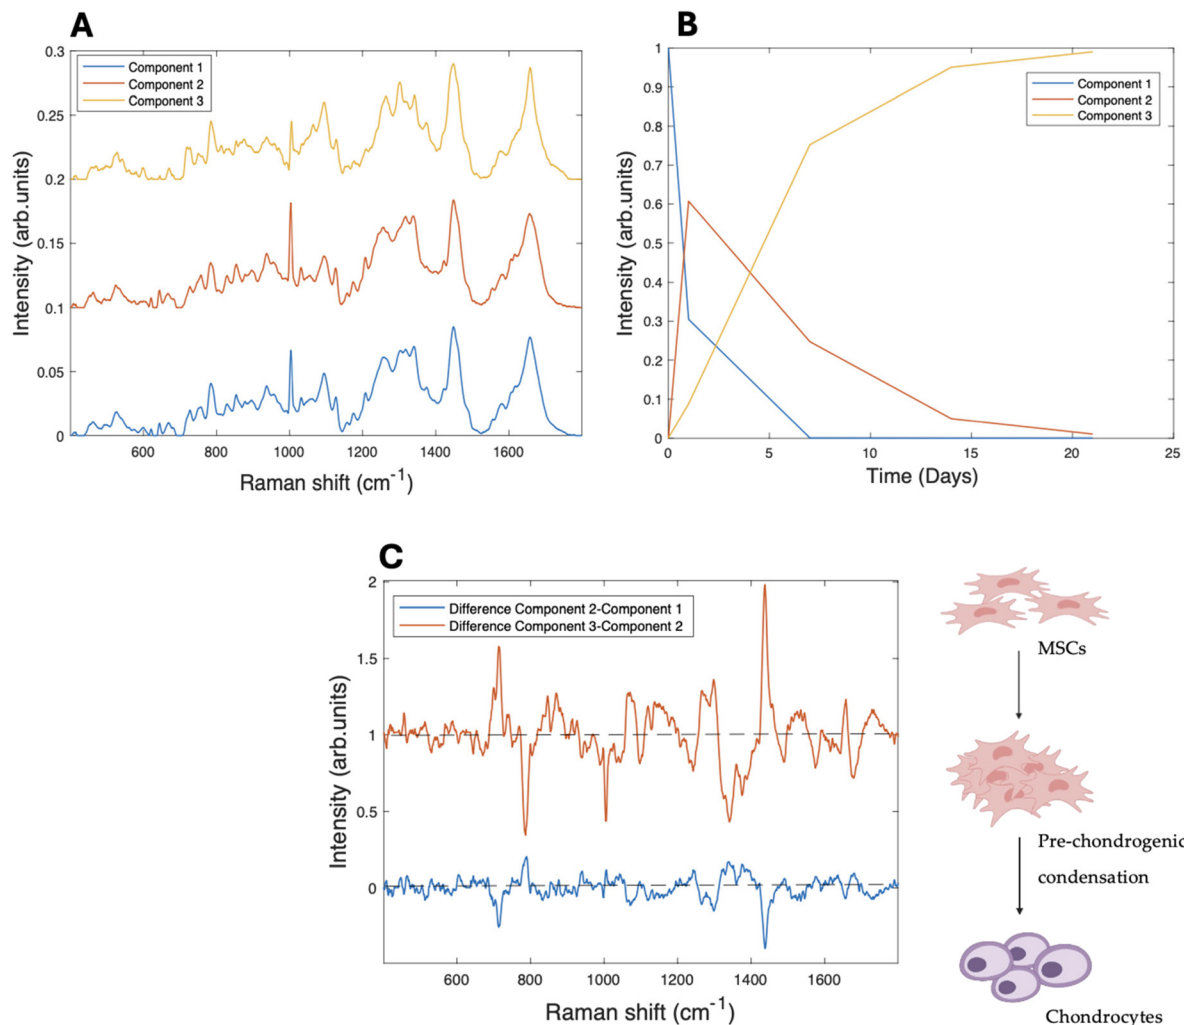 A
0.3
0.25
0.2
0.15
0.1
0.05
0
Component 1
Component 2
Component 3
Intensity (arb.units)
600 800 1000 1200 1400 1600
Raman shift (cm-1)
B
1
0.9
0.8
0.7
0.6
0.5
0.4
0.3
0.2
0.1
0
Component 1
Component 2
Component 3
Intensity (arb.units)
0 5 10 15 20 25
Time (Days)
C
2
1.5
1
0.5
0
Difference Component 2-Component 1
Difference Component 3-Component 2
Intensity (arb.units)
600 800 1000 1200 1400 1600
Raman shift (cm-1)
MSCs
Pre-chondrogenic
condensation
Chondrocytes